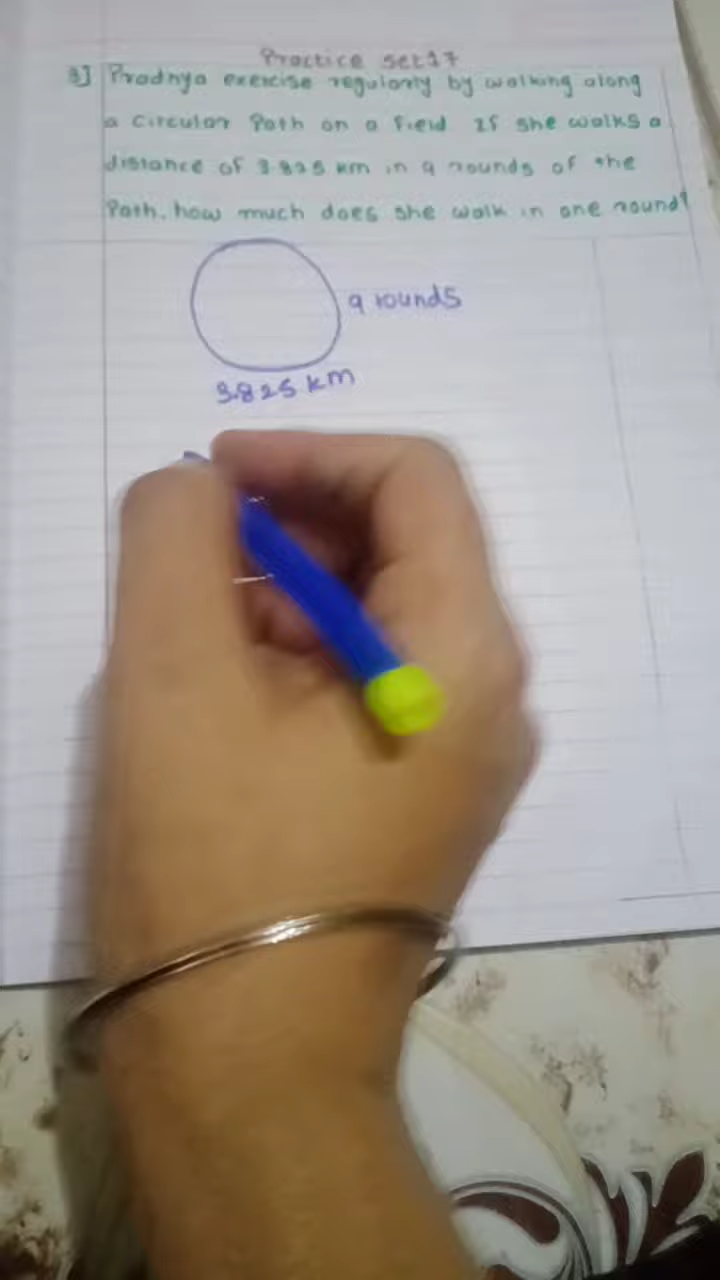 Practice set17
3] Pradnya exercise regularly by walking along
a circular Path on a field If she walks a
distance of 3.825 km in 9 rounds of the
Path, how much does she walk in one round?
9 rounds
3.825 km